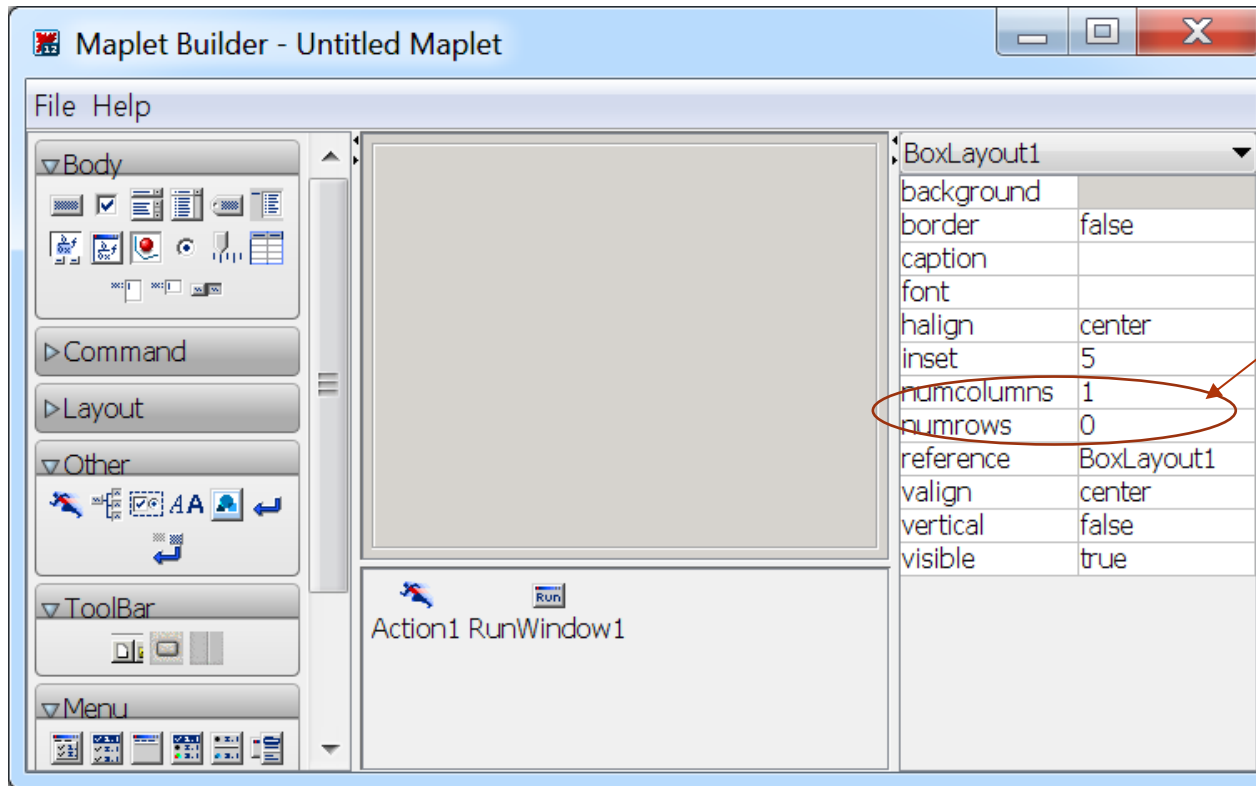 Maplet Builder - Untitled Maplet
File Help
Body
Command
Layout
Other
AA
ToolBar
Menu
Run
Action1 RunWindow1
BoxLayout1
background
border false
caption
font
halign center
inset 5
numcolumns 1
numrows 0
reference BoxLayout1
valign center
vertical false
visible true